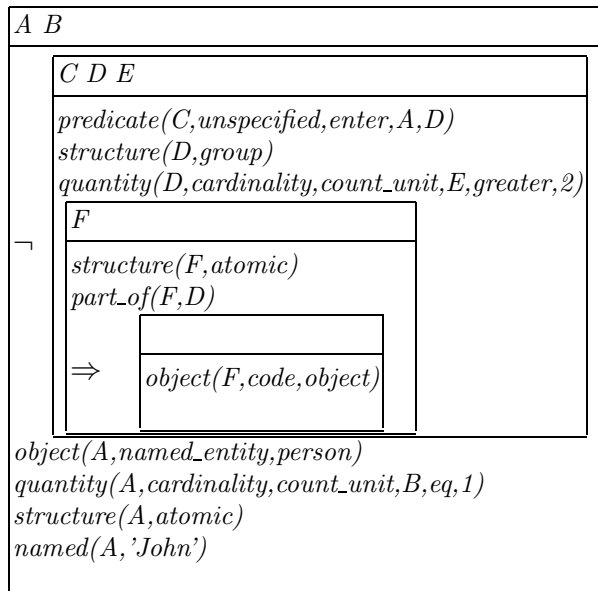 A B
C D E
predicate(C,unspecified,enter,A,D)
structure(D,group)
quantity(D,cardinality,count_unit,E,greater,2)
F
¬
structure(F,atomic)
part_of(F,D)
⇒ object(F,code,object)
object(A,named_entity,person)
quantity(A,cardinality,count_unit,B,eq,1)
structure(A,atomic)
named(A,’John’)